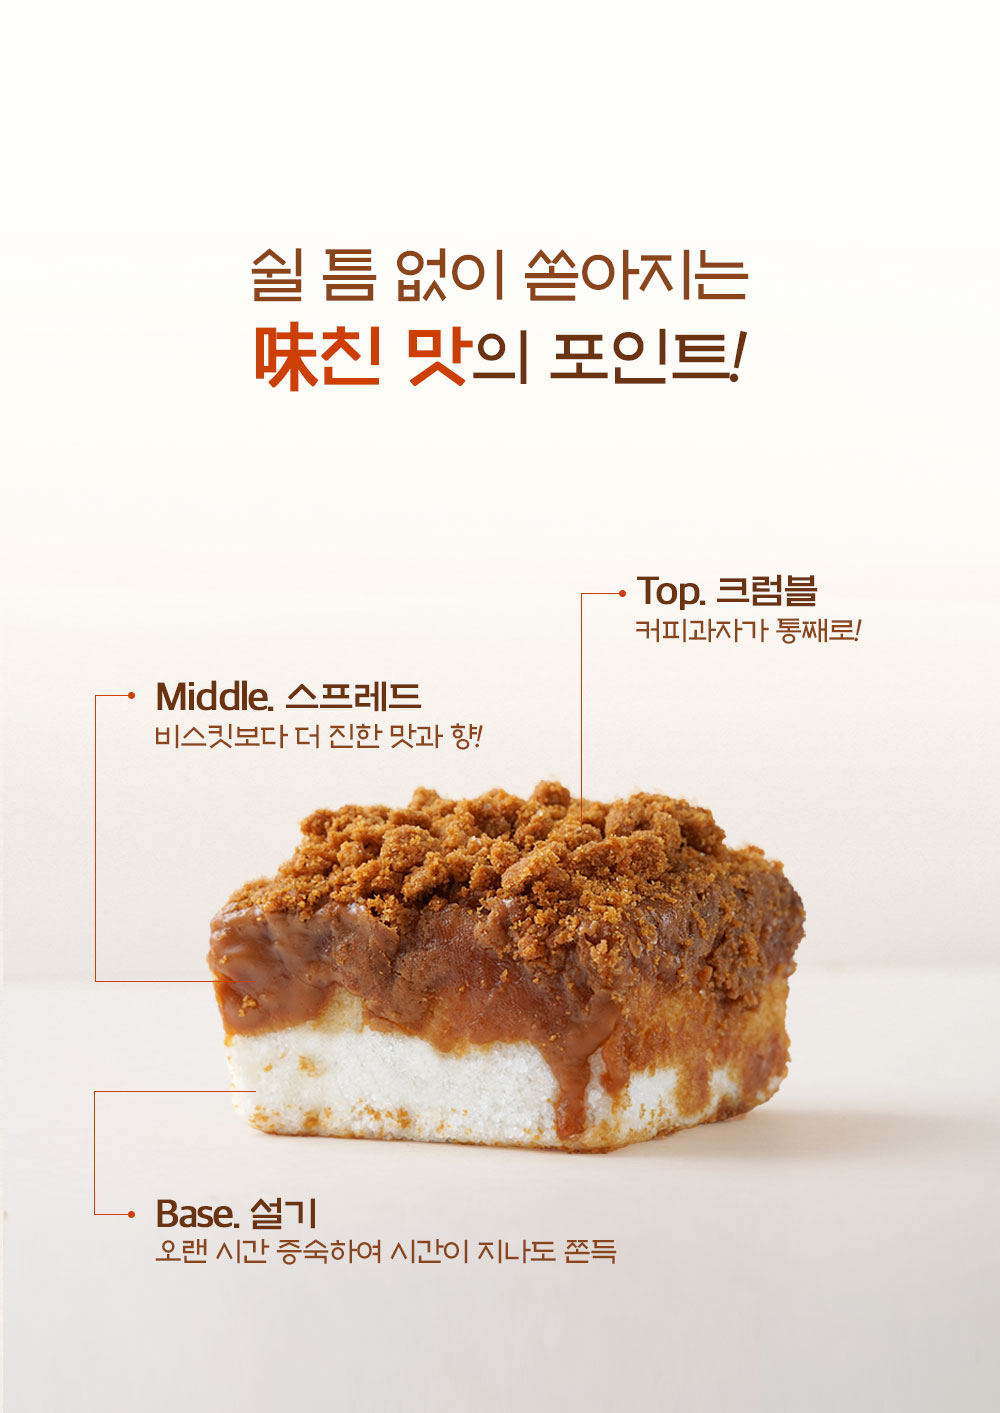 쉴 틈 없이 쏟아지는
味친 맛의 포인트!
Top. 크럼블
커피과자가 통째로!
Middle. 스프레드
비스킷보다 더 진한 맛과 향!
Base. 설기
오랜 시간 증숙하여 시간이 지나도 쫀득